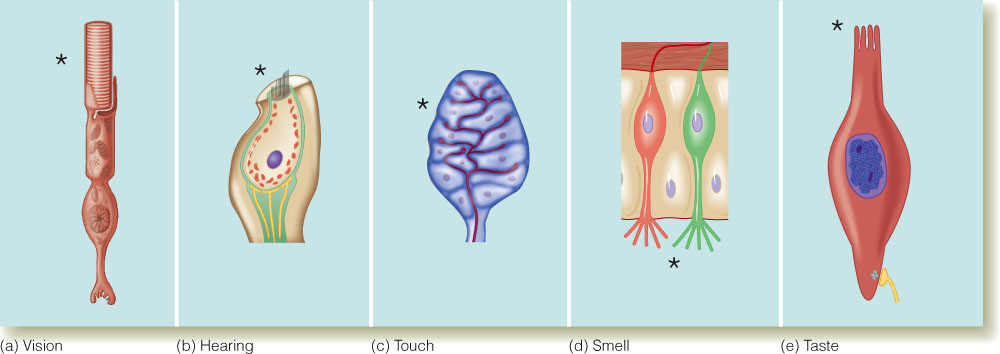 *
*
*
*
*
(a) Vision
(b) Hearing
(c) Touch
(d) Smell
(e) Taste